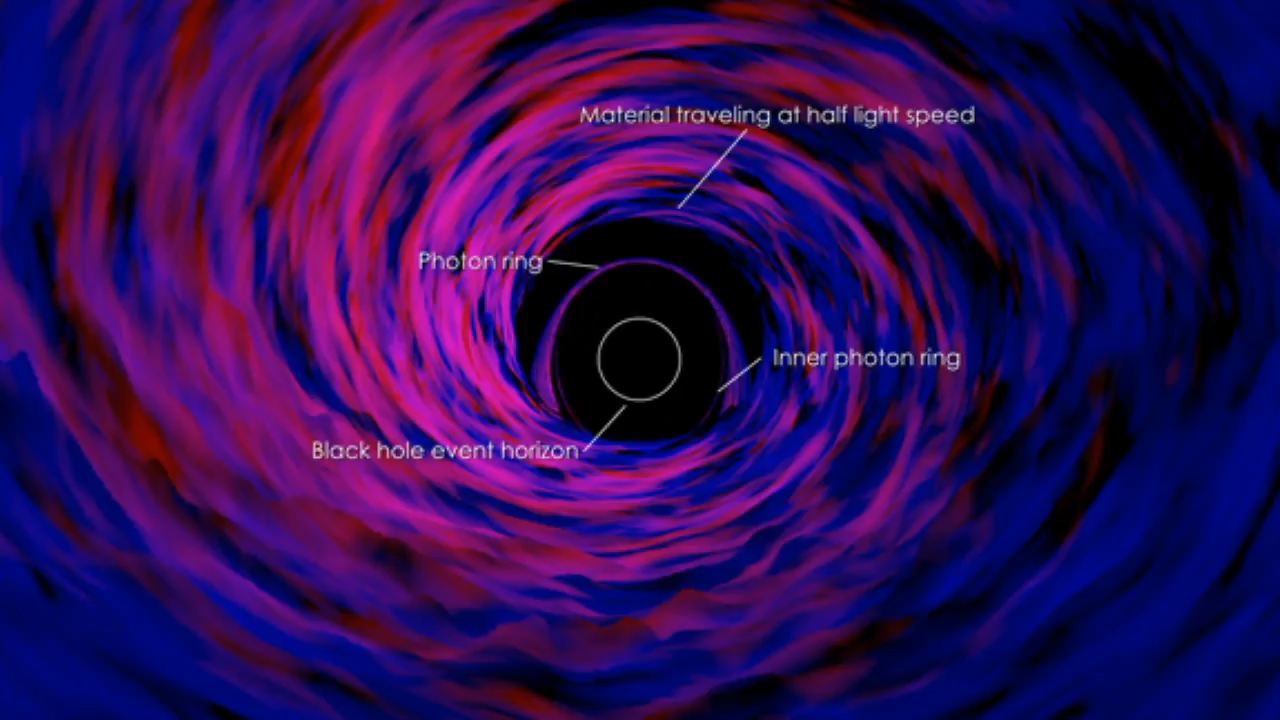 Material traveling at half light speed
Photon ring
Inner photon ring
Black hole event horizon